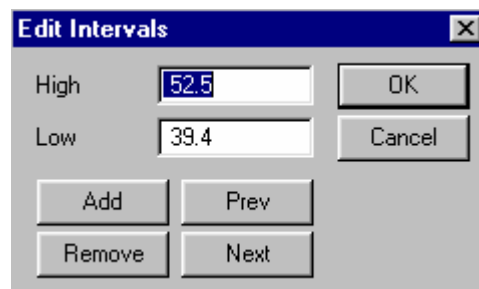 Edit Intervals
High 52.5 OK
Low 39.4 Cancel
Add Prev
Remove Next